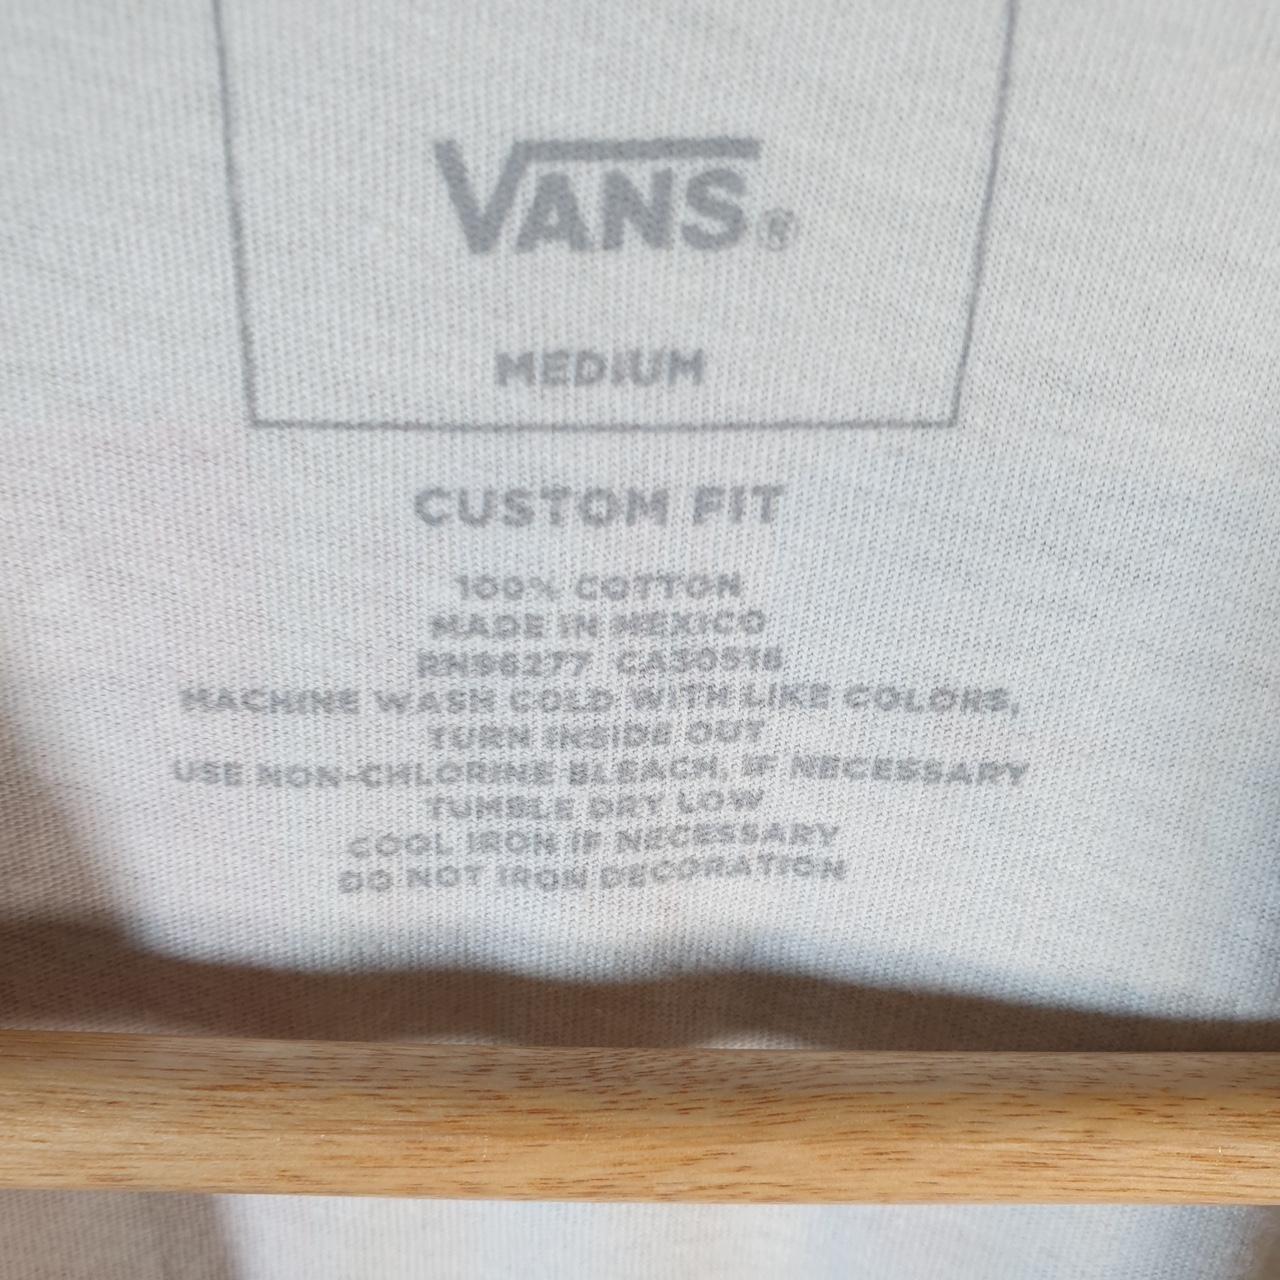 VANS®
MEDIUM
CUSTOM FIT
100% COTTON
MADE IN MEXICO
RN96277 CA30516
MACHINE WASH COLD WITH LIKE COLORS,
TURN INSIDE OUT
USE NON-CHLORINE BLEACH, IF NECESSARY
TUMBLE DRY LOW
COOL IRON IF NECESSARY
DO NOT IRON DECORATION